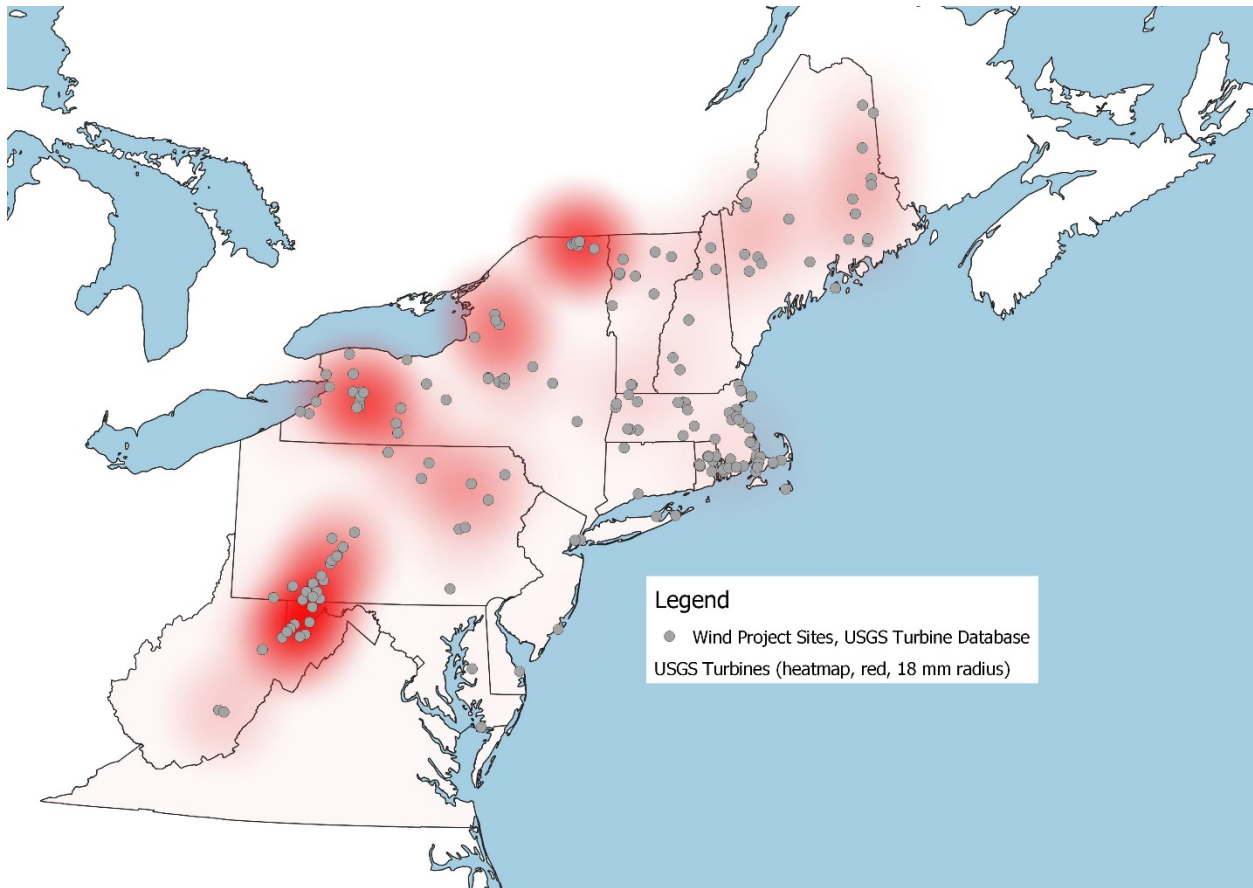 Legend
Wind Project Sites, USGS Turbine Database
USGS Turbines (heatmap, red, 18 mm radius)